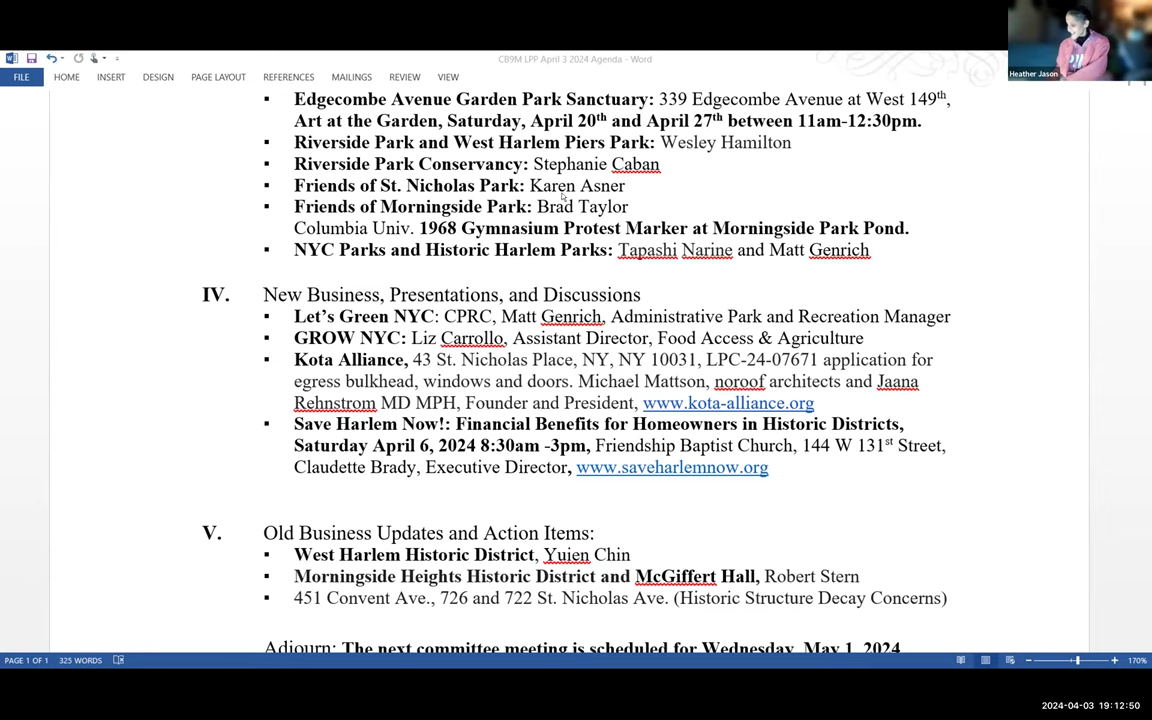 CB9M LPP April 3 2024 Agenda - Word
Heather Jason
FILE HOME INSERT DESIGN PAGE LAYOUT REFERENCES MAILINGS REVIEW VIEW
▪ Edgecombe Avenue Garden Park Sanctuary: 339 Edgecombe Avenue at West 149th,
Art at the Garden, Saturday, April 20th and April 27th between 11am-12:30pm.
▪ Riverside Park and West Harlem Piers Park: Wesley Hamilton
▪ Riverside Park Conservancy: Stephanie Caban
▪ Friends of St. Nicholas Park: Karen Asner
▪ Friends of Morningside Park: Brad Taylor
Columbia Univ. 1968 Gymnasium Protest Marker at Morningside Park Pond.
▪ NYC Parks and Historic Harlem Parks: Tapashi Narine and Matt Genrich
IV. New Business, Presentations, and Discussions
▪ Let's Green NYC: CPRC, Matt Genrich, Administrative Park and Recreation Manager
▪ GROW NYC: Liz Carrollo, Assistant Director, Food Access & Agriculture
▪ Kota Alliance, 43 St. Nicholas Place, NY, NY 10031, LPC-24-07671 application for
egress bulkhead, windows and doors. Michael Mattson, noroof architects and Jaana
Rehnstrom MD MPH, Founder and President, www.kota-alliance.org
▪ Save Harlem Now!: Financial Benefits for Homeowners in Historic Districts,
Saturday April 6, 2024 8:30am -3pm, Friendship Baptist Church, 144 W 131st Street,
Claudette Brady, Executive Director, www.saveharlemnow.org
V. Old Business Updates and Action Items:
▪ West Harlem Historic District, Yuien Chin
▪ Morningside Heights Historic District and McGiffert Hall, Robert Stern
▪ 451 Convent Ave., 726 and 722 St. Nicholas Ave. (Historic Structure Decay Concerns)
Adjourn: The next committee meeting is scheduled for Wednesday, May 1, 2024
PAGE 1 OF 1 325 WORDS 170%
2024-04-03 19:12:50